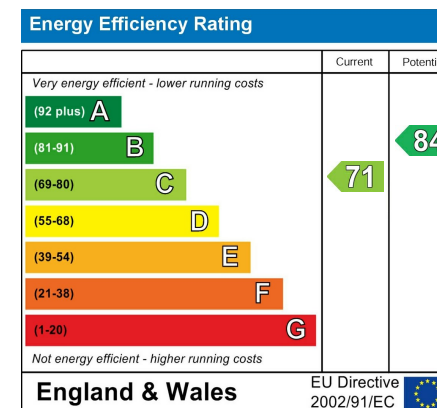 Energy Efficiency Rating
Current Potenti
Very energy efficient - lower running costs
(92 plus) A
(81-91) B 84
(69-80) C 71
(55-68) D
(39-54) E
(21-38) F
(1-20) G
Not energy efficient - higher running costs
England & Wales
EU Directive
2002/91/EC